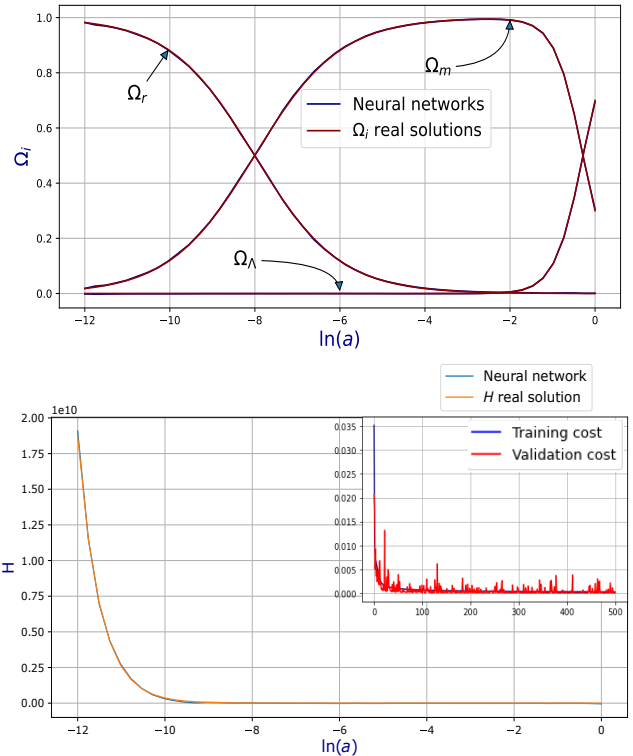 1.0
0.8
0.6
0.4
0.2
0.0
Ω_i
Ω_r
Ω_m
Ω_Λ
Neural networks
Ω_i real solutions
−12 −10 −8 −6 −4 −2 0
ln(a)
Neural network
H real solution
1e10
2.00
1.75
1.50
1.25
1.00
0.75
0.50
0.25
0.00
H
Training cost
Validation cost
0.035
0.030
0.025
0.020
0.015
0.010
0.005
0.000
0 100 200 300 400 500
−12 −10 −8 −6 −4 −2 0
ln(a)